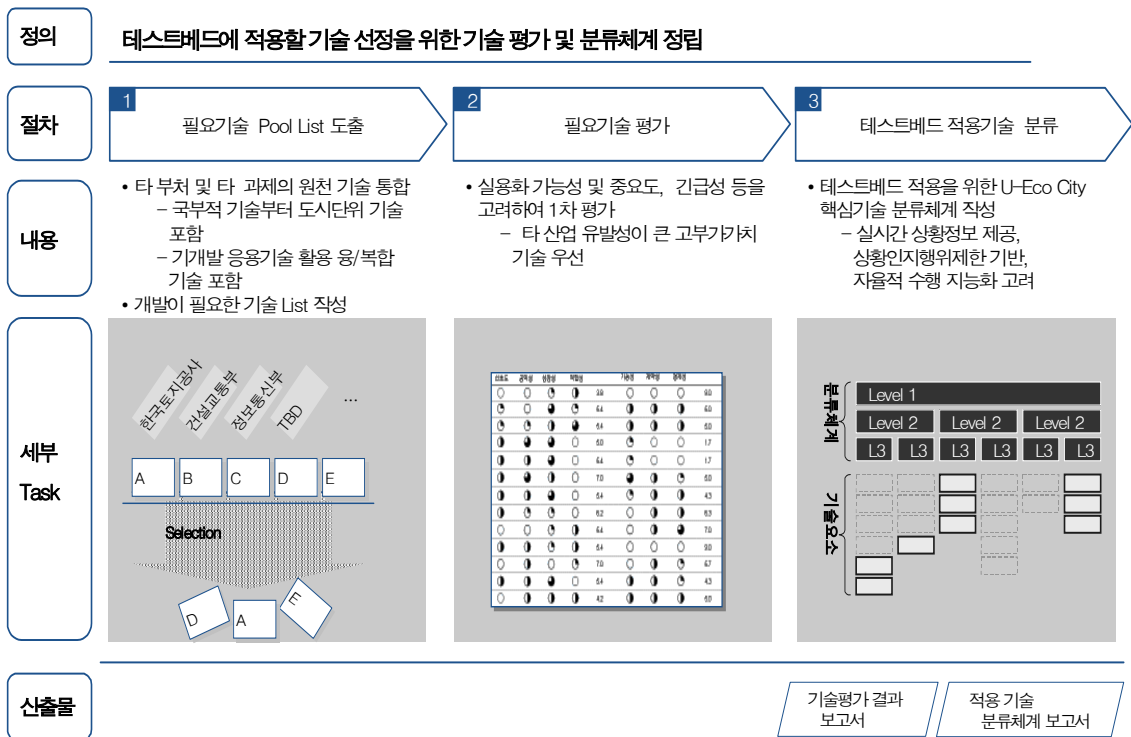 정의
테스트베드에 적용할 기술 선정을 위한 기술 평가 및 분류체계 정립
절차
1
필요기술 Pool List 도출
2
필요기술 평가
3
테스트베드 적용기술 분류
내용
• 타 부처 및 타 과제의 원천 기술 통합
– 국부적 기술부터 도시단위 기술
포함
– 기개발 응용기술 활용 융/복합
기술 포함
• 개발이 필요한 기술 List 작성
• 실용화 가능성 및 중요도, 긴급성 등을
고려하여 1차 평가
– 타 산업 유발성이 큰 고부가가치
기술 우선
• 테스트베드 적용을 위한 U-Eco City
핵심기술 분류체계 작성
– 실시간 상황정보 제공,
상황인지행위제한 기반,
자율적 수행 지능화 고려
세부
Task
한국토지공사
건설교통부
정보통신부
TBD
...
A B C D E
Selection
D A E
분류체계
Level 1
Level 2 Level 2 Level 2
L3 L3 L3 L3 L3 L3
기술요소
산출물
기술평가 결과
보고서
적용 기술
분류체계 보고서